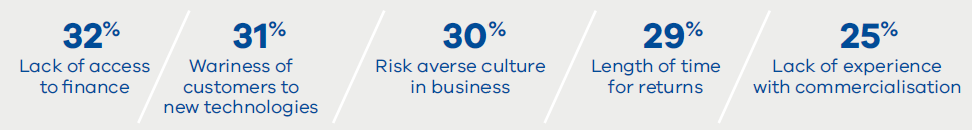 32%
Lack of access
to finance
31%
Wariness of
customers to
new technologies
30%
Risk averse culture
in business
29%
Length of time
for returns
25%
Lack of experience
with commercialisation